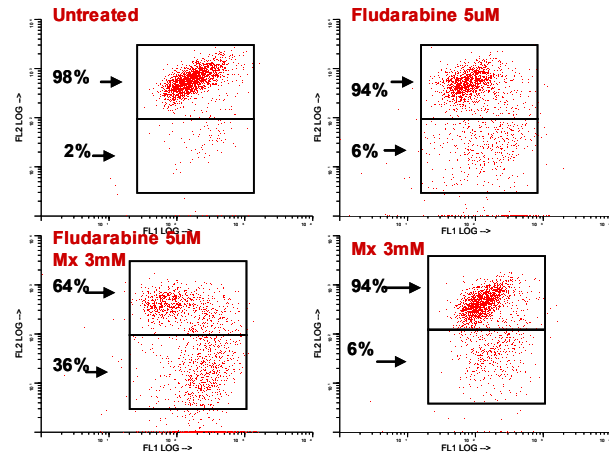 Untreated
98%
2%
FL2 LOG -->
FL1 LOG -->
Fludarabine 5uM
94%
6%
FL2 LOG -->
FL1 LOG -->
Fludarabine 5uM
Mx 3mM
64%
36%
FL2 LOG -->
FL1 LOG -->
Mx 3mM
94%
6%
FL2 LOG -->
FL1 LOG -->